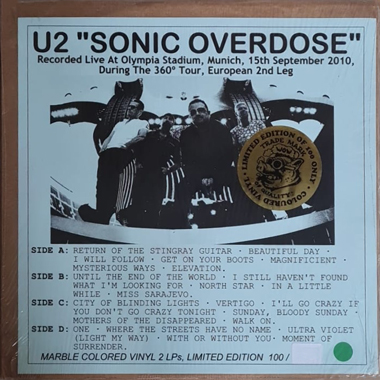 U2 "SONIC OVERDOSE"
Recorded Live At Olympia Stadium, Munich, 15th September 2010,
During The 360º Tour, European 2nd Leg
COLOURED VINYL · LIMITED EDITION OF 100 ONLY ·
TRADE MARK
SIDE A: RETURN OF THE STINGRAY GUITAR · BEAUTIFUL DAY ·
I WILL FOLLOW · GET ON YOUR BOOTS · MAGNIFICENT ·
MYSTERIOUS WAYS · ELEVATION.
SIDE B: UNTIL THE END OF THE WORLD · I STILL HAVEN'T FOUND
WHAT I'M LOOKING FOR · NORTH STAR · IN A LITTLE
WHILE · MISS SARAJEVO.
SIDE C: CITY OF BLINDING LIGHTS · VERTIGO · I'LL GO CRAZY IF
YOU DON'T GO CRAZY TONIGHT · SUNDAY, BLOODY SUNDAY ·
MOTHERS OF THE DISAPPEARED · WALK ON.
SIDE D: ONE · WHERE THE STREETS HAVE NO NAME · ULTRA VIOLET
(LIGHT MY WAY) · WITH OR WITHOUT YOU· MOMENT OF
SURRENDER.
MARBLE COLORED VINYL 2 LPs, LIMITED EDITION 100 /